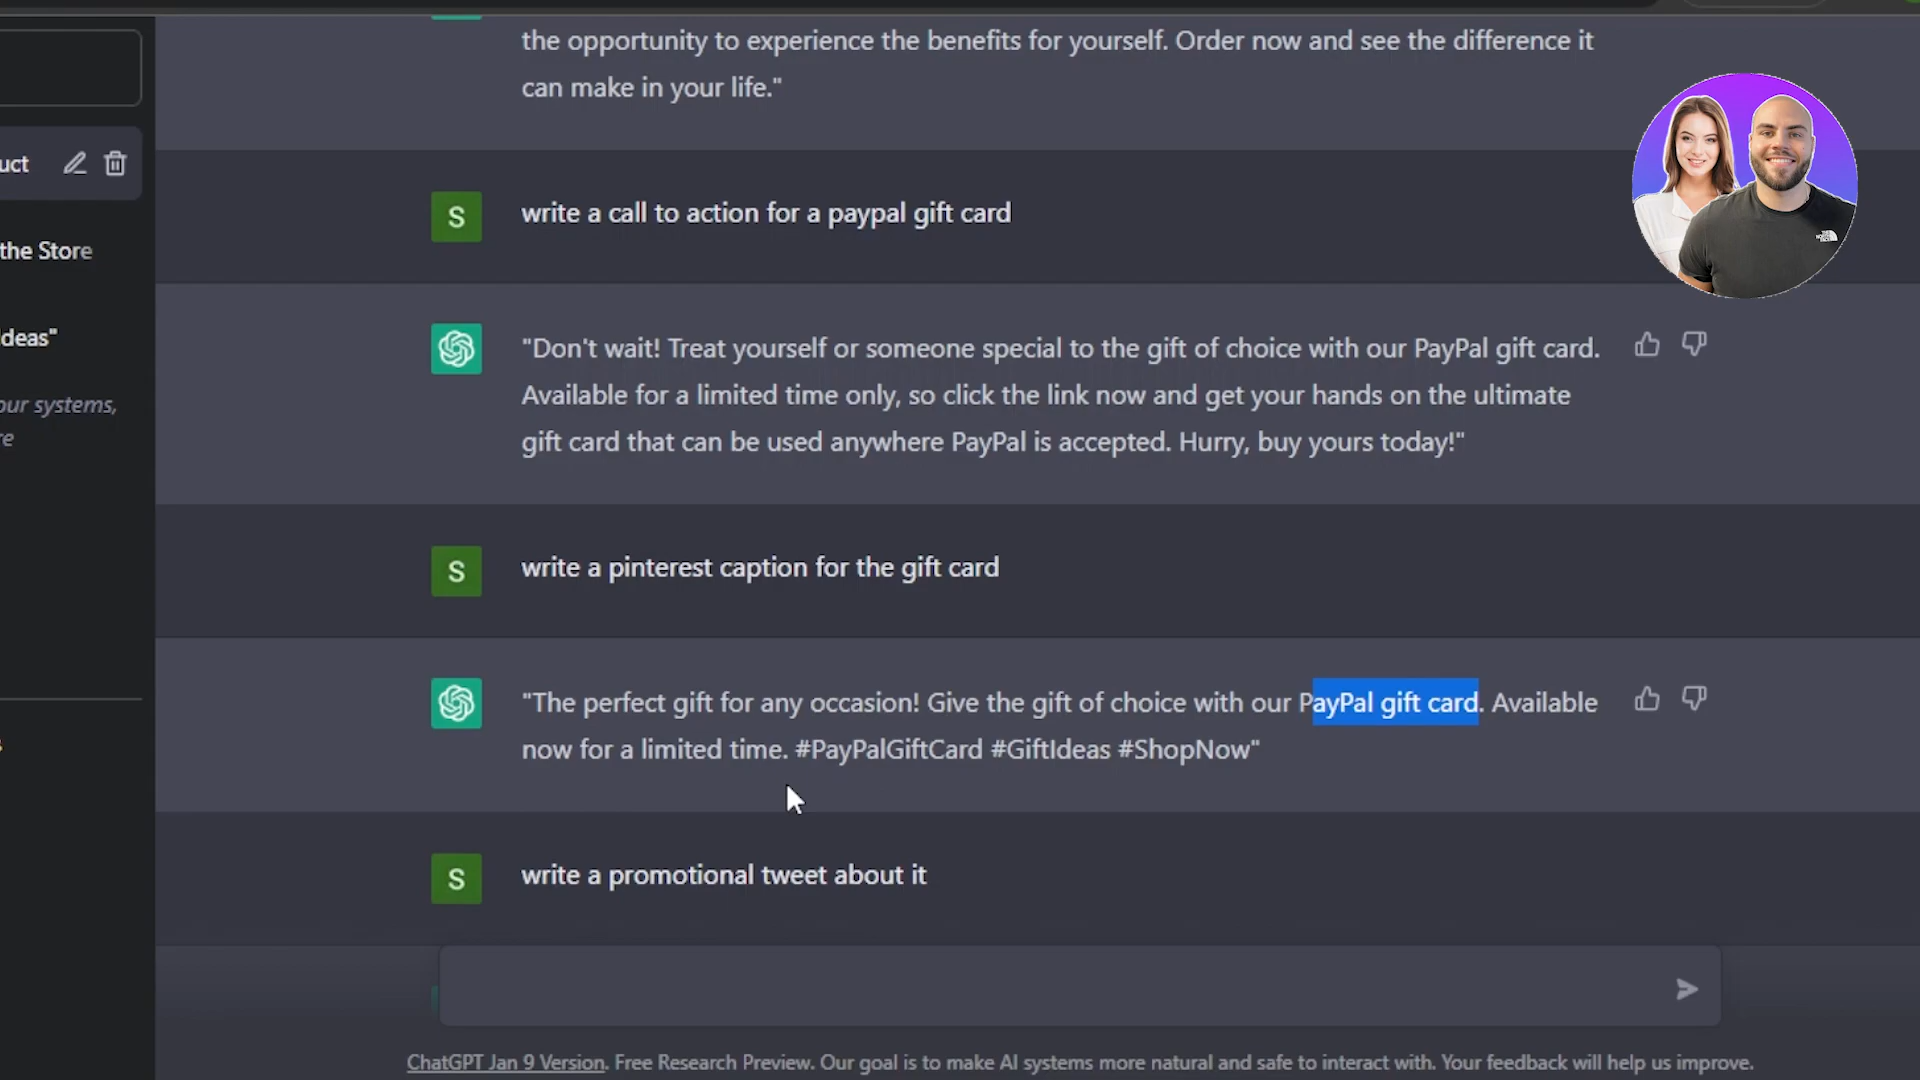 the opportunity to experience the benefits for yourself. Order now and see the difference it
can make in your life."
uct
S
write a call to action for a paypal gift card
the Store
deas"
"Don't wait! Treat yourself or someone special to the gift of choice with our PayPal gift card.
Available for a limited time only, so click the link now and get your hands on the ultimate
gift card that can be used anywhere PayPal is accepted. Hurry, buy yours today!"
our systems,
re
S
write a pinterest caption for the gift card
"The perfect gift for any occasion! Give the gift of choice with our PayPal gift card. Available
now for a limited time. #PayPalGiftCard #GiftIdeas #ShopNow"
S
write a promotional tweet about it
ChatGPT Jan 9 Version. Free Research Preview. Our goal is to make AI systems more natural and safe to interact with. Your feedback will help us improve.